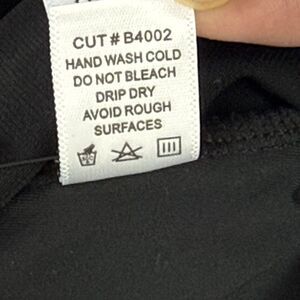 CUT # B4002
HAND WASH COLD
DO NOT BLEACH
DRIP DRY
AVOID ROUGH
SURFACES